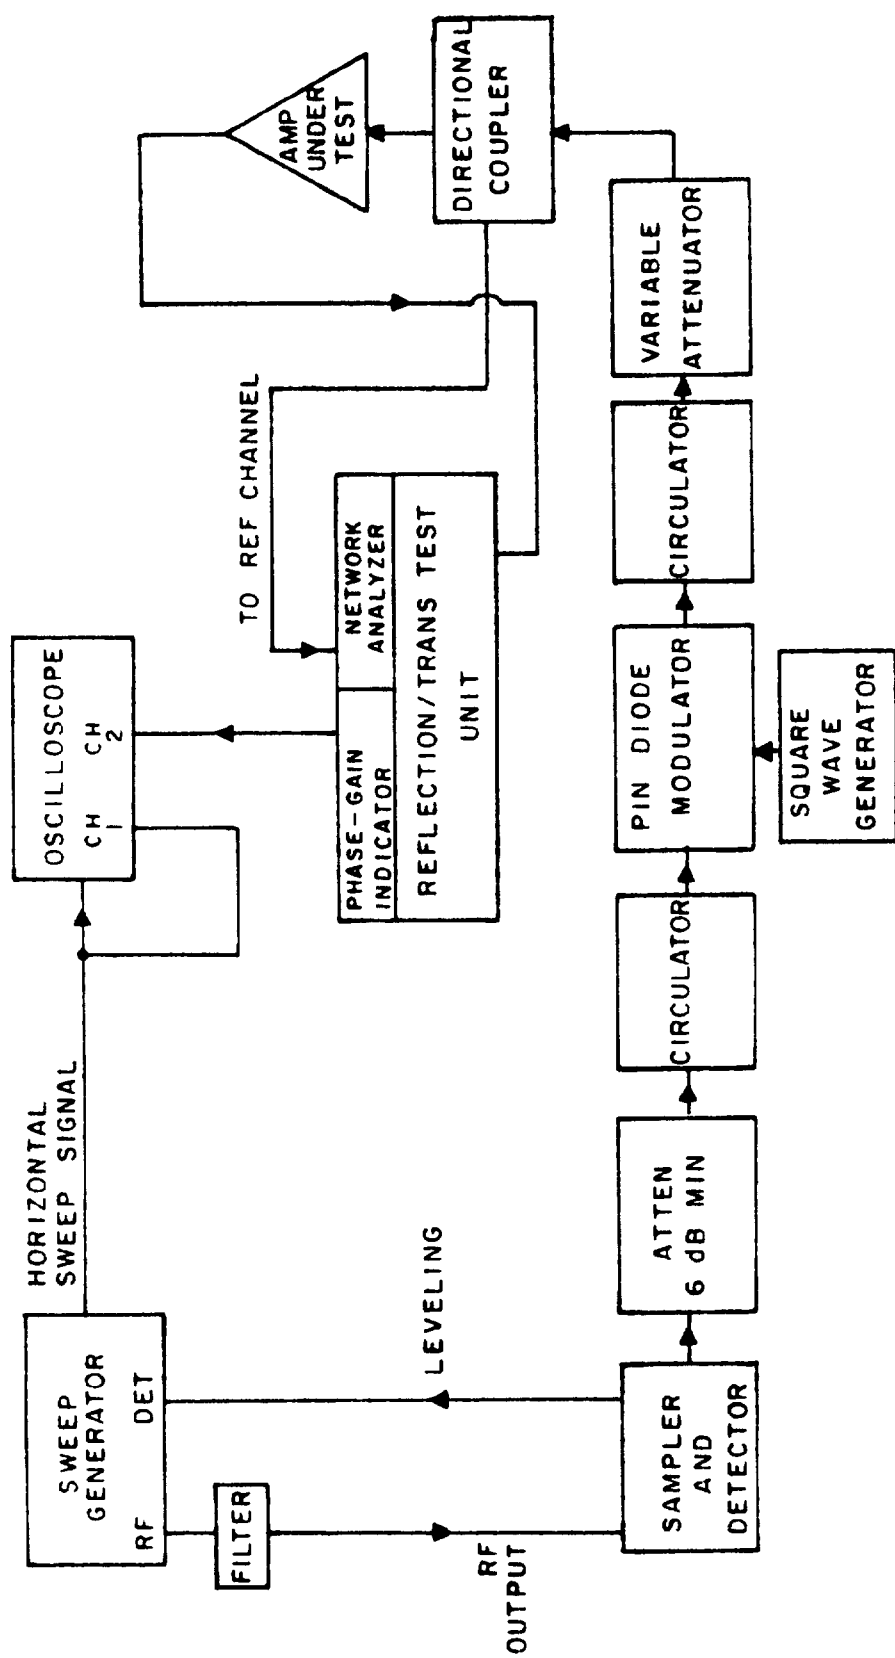 HORIZONTAL
SWEEP SIGNAL
SWEEP
GENERATOR
RF DET
FILTER
RF
OUTPUT
LEVELING
SAMPLER
AND
DETECTOR
ATTEN
6 dB MIN
CIRCULATOR
PIN DIODE
MODULATOR
SQUARE
WAVE
GENERATOR
CIRCULATOR
VARIABLE
ATTENUATOR
DIRECTIONAL
COUPLER
AMP
UNDER
TEST
OSCILLOSCOPE
CH CH
1 2
TO REF CHANNEL
PHASE-GAIN
INDICATOR
NETWORK
ANALYZER
REFLECTION/TRANS TEST
UNIT